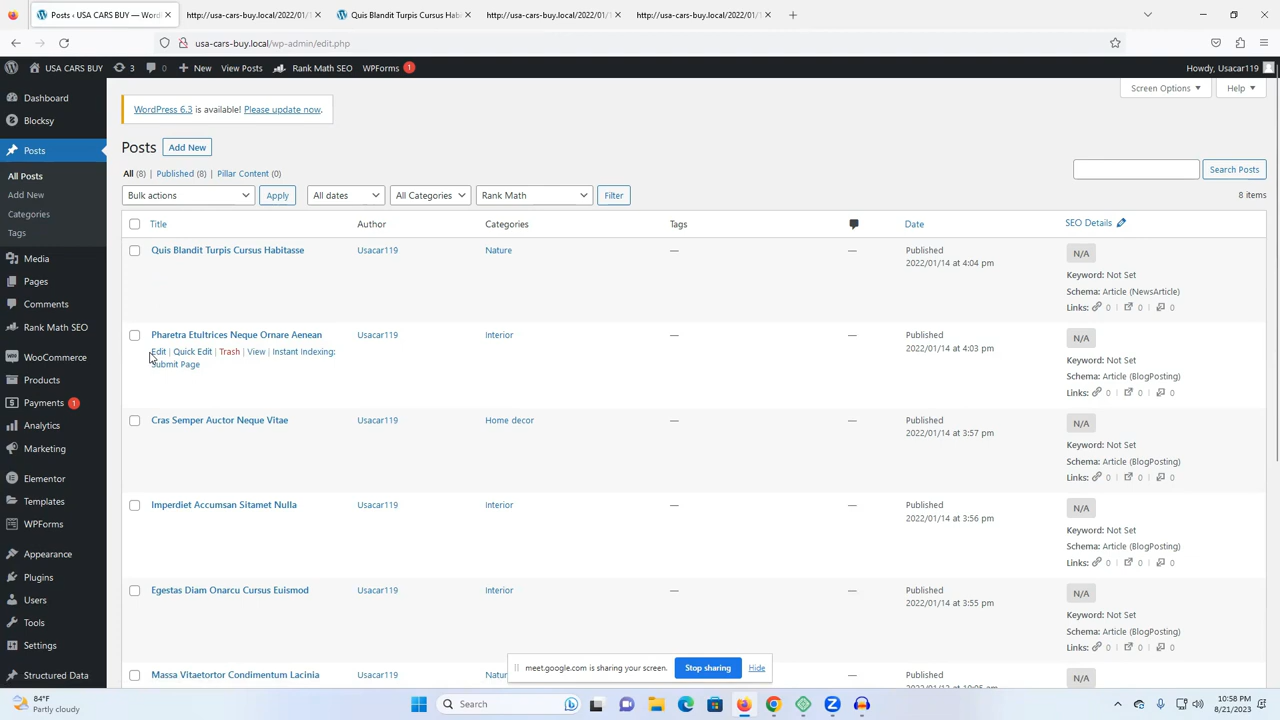 Posts ‹ USA CARS BUY — Wor
http://usa-cars-buy.local/2022/01/1
Quis Blandit Turpis Cursus Hab
http://usa-cars-buy.local/2022/01/1
http://usa-cars-buy.local/2022/01/1
usa-cars-buy.local/wp-admin/edit.php
USA CARS BUY 3 0 New View Posts Rank Math SEO WPForms 1 Howdy, Usacar119
Screen Options Help
Dashboard
Blocksy
Posts
All Posts
Add New
Categories
Tags
Media
Pages
Comments
Rank Math SEO
WooCommerce
Products
Payments 1
Analytics
Marketing
Elementor
Templates
WPForms
Appearance
Plugins
Users
Tools
Settings
Structured Data
WordPress 6.3 is available! Please update now.
Posts Add New
All (8) | Published (8) | Pillar Content (0)
Search Posts
Bulk actions Apply All dates All Categories Rank Math Filter 8 items
Title Author Categories Tags Date SEO Details
Quis Blandit Turpis Cursus Habitasse Usacar119 Nature — — Published
2022/01/14 at 4:04 pm
N/A
Keyword: Not Set
Schema: Article (NewsArticle)
Links: 0 | 0 | 0
Pharetra Etultrices Neque Ornare Aenean Usacar119 Interior — — Published
2022/01/14 at 4:03 pm
Edit | Quick Edit | Trash | View | Instant Indexing:
Submit Page
N/A
Keyword: Not Set
Schema: Article (BlogPosting)
Links: 0 | 0 | 0
Cras Semper Auctor Neque Vitae Usacar119 Home decor — — Published
2022/01/14 at 3:57 pm
N/A
Keyword: Not Set
Schema: Article (BlogPosting)
Links: 0 | 0 | 0
Imperdiet Accumsan Sitamet Nulla Usacar119 Interior — — Published
2022/01/14 at 3:56 pm
N/A
Keyword: Not Set
Schema: Article (BlogPosting)
Links: 0 | 0 | 0
Egestas Diam Onarcu Cursus Euismod Usacar119 Interior — — Published
2022/01/14 at 3:55 pm
N/A
Keyword: Not Set
Schema: Article (BlogPosting)
Links: 0 | 0 | 0
Massa Vitaetortor Condimentum Lacinia
N/A
meet.google.com is sharing your screen. Stop sharing Hide
84°F
Partly cloudy
Search
10:58 PM
8/21/2023